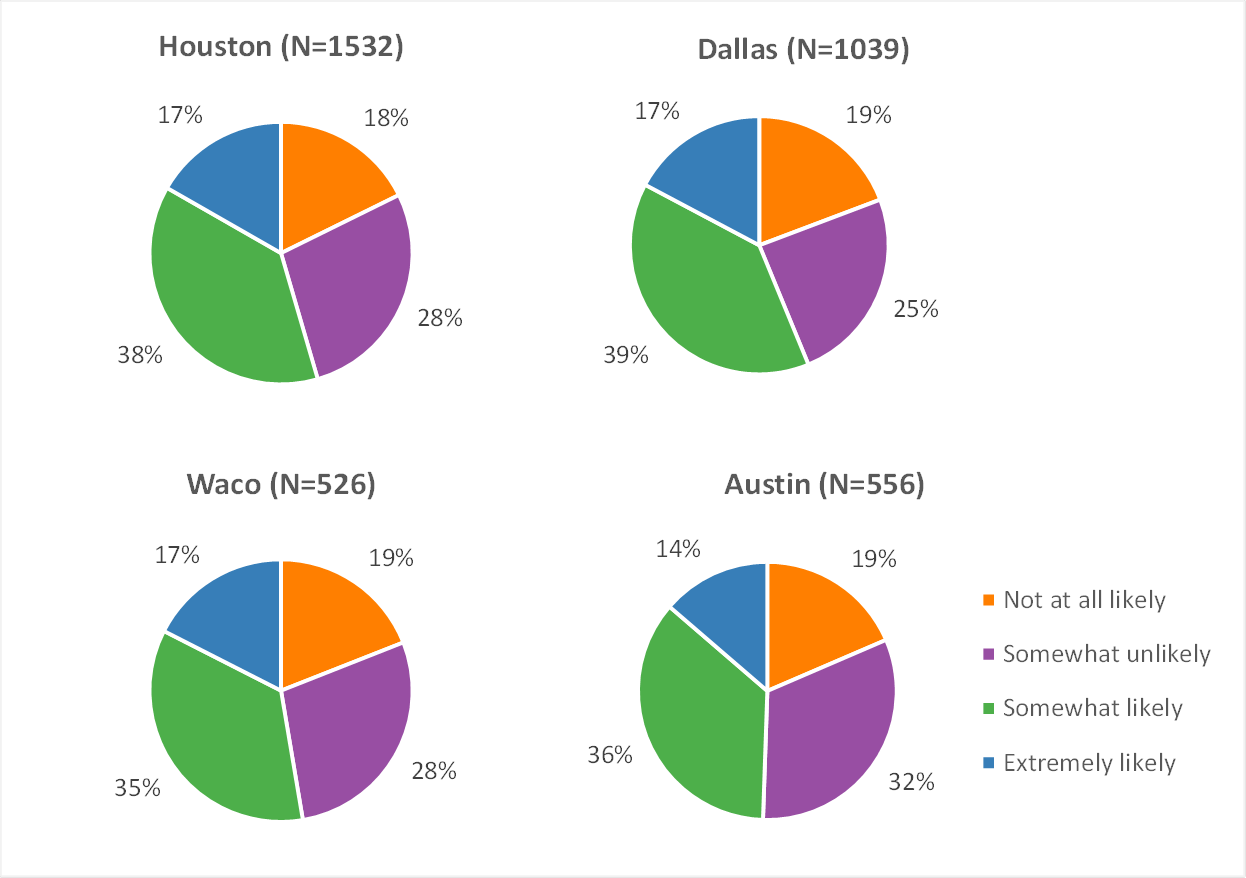 Houston (N=1532)
17%
18%
28%
38%
Dallas (N=1039)
17%
19%
25%
39%
Waco (N=526)
17%
19%
28%
35%
Austin (N=556)
14%
19%
36%
32%
Not at all likely
Somewhat unlikely
Somewhat likely
Extremely likely